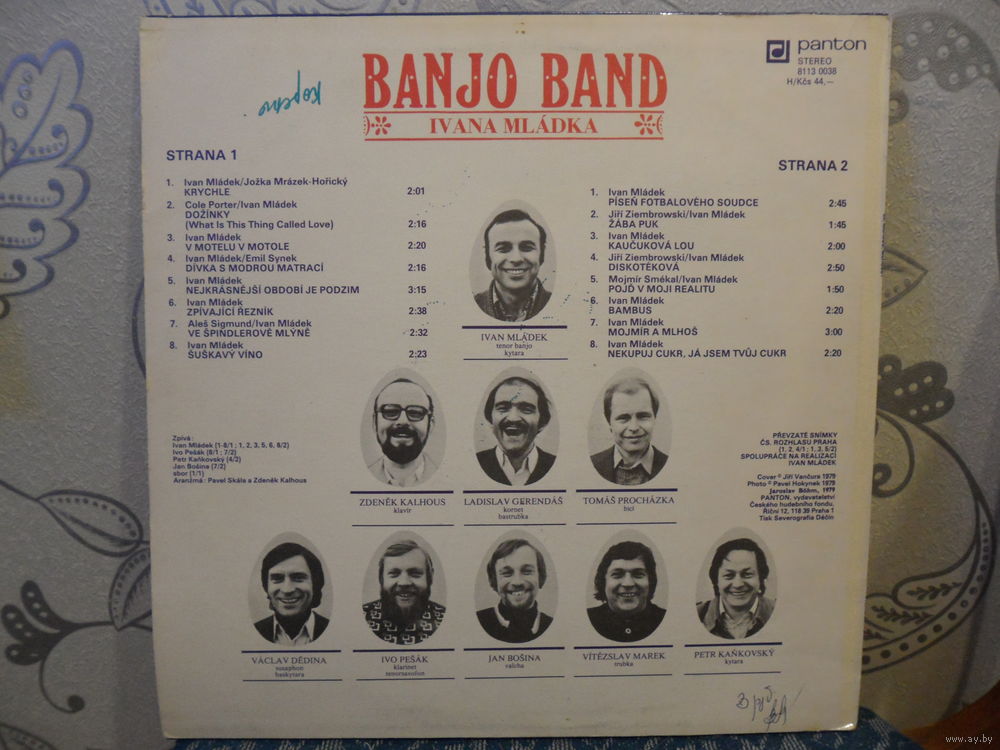 panton
STEREO
8113 0038
H/Kčs 44,—
BANJO BAND
IVANA MLÁDKA
STRANA 1
1. Ivan Mládek/Jožka Mrázek-Hořický
KRYCHLE 2:01
2. Cole Porter/Ivan Mládek
DOŽÍNKY
(What Is This Thing Called Love) 2:16
3. Ivan Mládek
V MOTELU V MOTOLE 2:20
4. Ivan Mládek/Emil Synek
DÍVKA S MODROU MATRACÍ 2:16
5. Ivan Mládek
NEJKRÁSNĚJŠÍ OBDOBÍ JE PODZIM 3:15
6. Ivan Mládek
ZPÍVAJÍCÍ ŘEZNÍK 2:38
7. Aleš Sigmund/Ivan Mládek
VE ŠPINDLEROVĚ MLÝNĚ 2:32
8. Ivan Mládek
ŠUŠKAVÝ VÍNO 2:23
STRANA 2
1. Ivan Mládek
PÍSEŇ FOTBALOVÉHO SOUDCE 2:45
2. Jiří Ziembrowski/Ivan Mládek
ŽÁBA PUK 1:45
3. Ivan Mládek
KAUČUKOVÁ LOU 2:00
4. Jiří Ziembrowski/Ivan Mládek
DISKOTÉKOVÁ 2:50
5. Mojmír Smékal/Ivan Mládek
POJĎ V MOJI REALITU 1:50
6. Ivan Mládek
BAMBUS 2:20
7. Ivan Mládek
MOJMÍR A MLHOŠ 3:00
8. Ivan Mládek
NEKUPUJ CUKR, JÁ JSEM TVŮJ CUKR 2:20
IVAN MLÁDEK
tenor banjo
kytara
Zpívá:
Ivan Mládek (1-8/1; 1, 2, 3, 5, 6, 8/2)
Ivo Pešák (8/1; 7/2)
Petr Kaňkovský (4/2)
Jan Bošina (7/2)
sbor (1/1)
Aranžmá: Pavel Skála a Zdeněk Kalhous
ZDENĚK KALHOUS
klavír
LADISLAV GERENDÁŠ
kornet
bastrubka
TOMÁŠ PROCHÁZKA
bicí
PŘEVZATÉ SNÍMKY
ČS. ROZHLASU PRAHA
(1, 2, 4/1; 1, 3, 5/2)
SPOLUPRÁCE NA REALIZACI
IVAN MLÁDEK
Cover © Jiří Vančura 1979
Photo © Pavel Hokynek 1979
Jaroslav Böhm, 1979
PANTON, vydavatelství
Českého hudebního fondu,
Říční 12, 118 39 Praha 1
Tisk Severografia Děčín
VÁCLAV DĚDINA
susaphon
baskytara
IVO PEŠÁK
klarinet
tenorsaxofon
JAN BOŠINA
valcha
VÍTĚZSLAV MAREK
trubka
PETR KAŇKOVSKÝ
kytara
www.ay.by